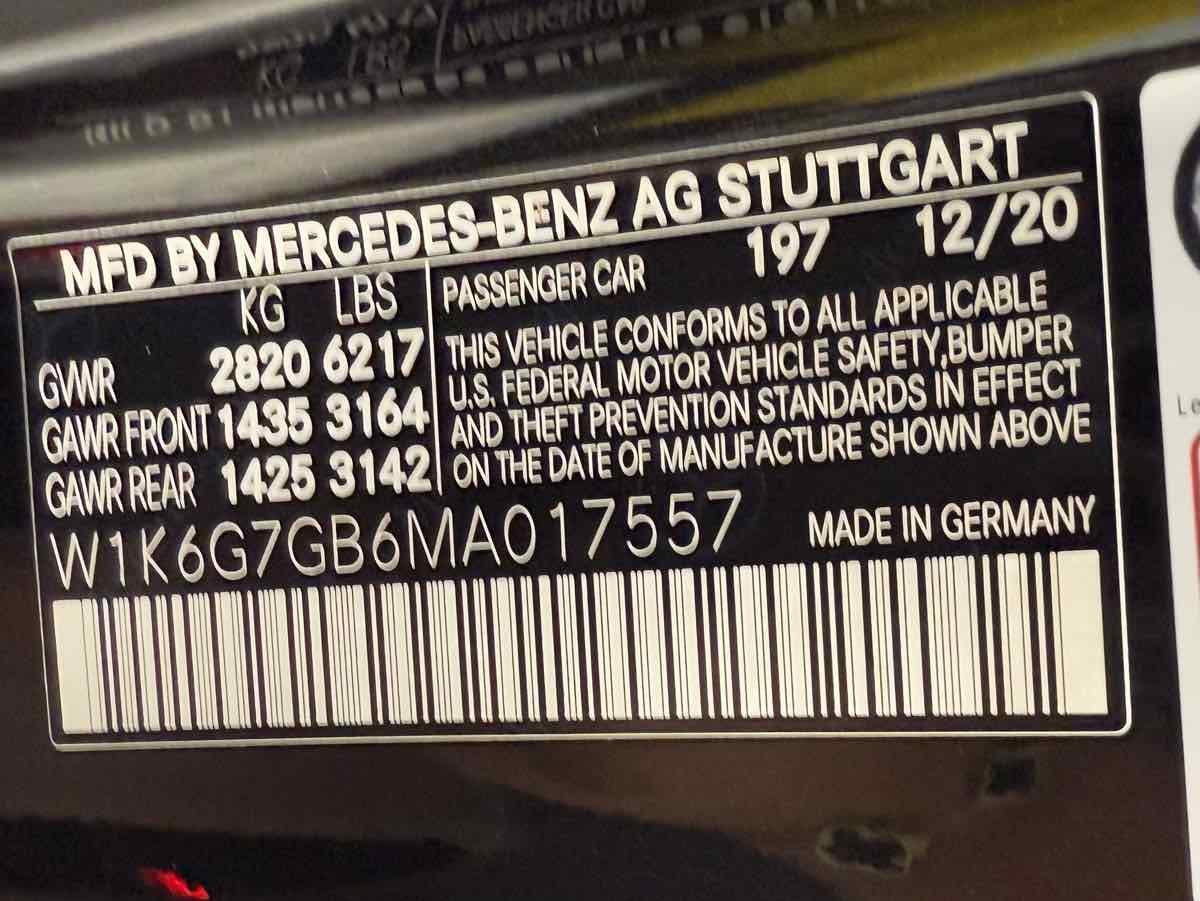 MFD BY MERCEDES-BENZ AG STUTTGART
KG LBS
GVWR 2820 6217
GAWR FRONT 1435 3164
GAWR REAR 1425 3142
PASSENGER CAR 197 12/20
THIS VEHICLE CONFORMS TO ALL APPLICABLE
U.S. FEDERAL MOTOR VEHICLE SAFETY,BUMPER
AND THEFT PREVENTION STANDARDS IN EFFECT
ON THE DATE OF MANUFACTURE SHOWN ABOVE
W1K6G7GB6MA017557 MADE IN GERMANY